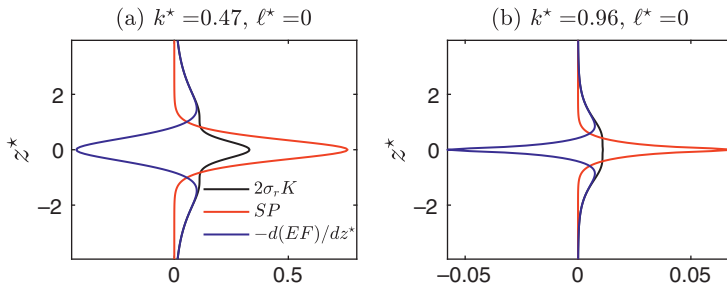 (a) k⋆ =0.47, ℓ⋆ =0
(b) k⋆ =0.96, ℓ⋆ =0
z⋆
2
0
−2
0
0.5
2σᵣK
SP
−d(EF)/dz⋆
z⋆
2
0
−2
−0.05
0
0.05